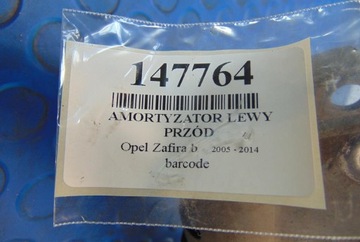 147764
AMORTYZATOR LEWY
PRZÓD
Opel Zafira b 2005 - 2014
barcode